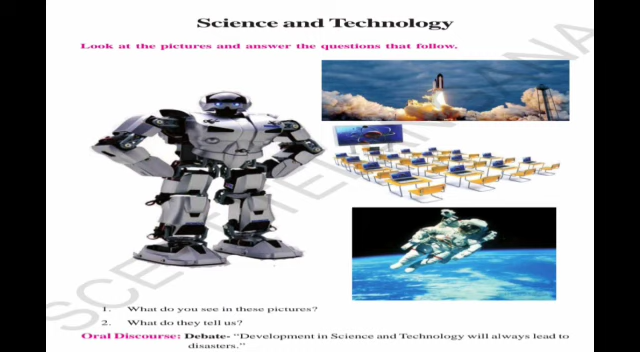 Science and Technology
Look at the pictures and answer the questions that follow.
1. What do you see in these pictures?
2. What do they tell us?
Oral Discourse: Debate- “Development in Science and Technology will always lead to
disasters.”